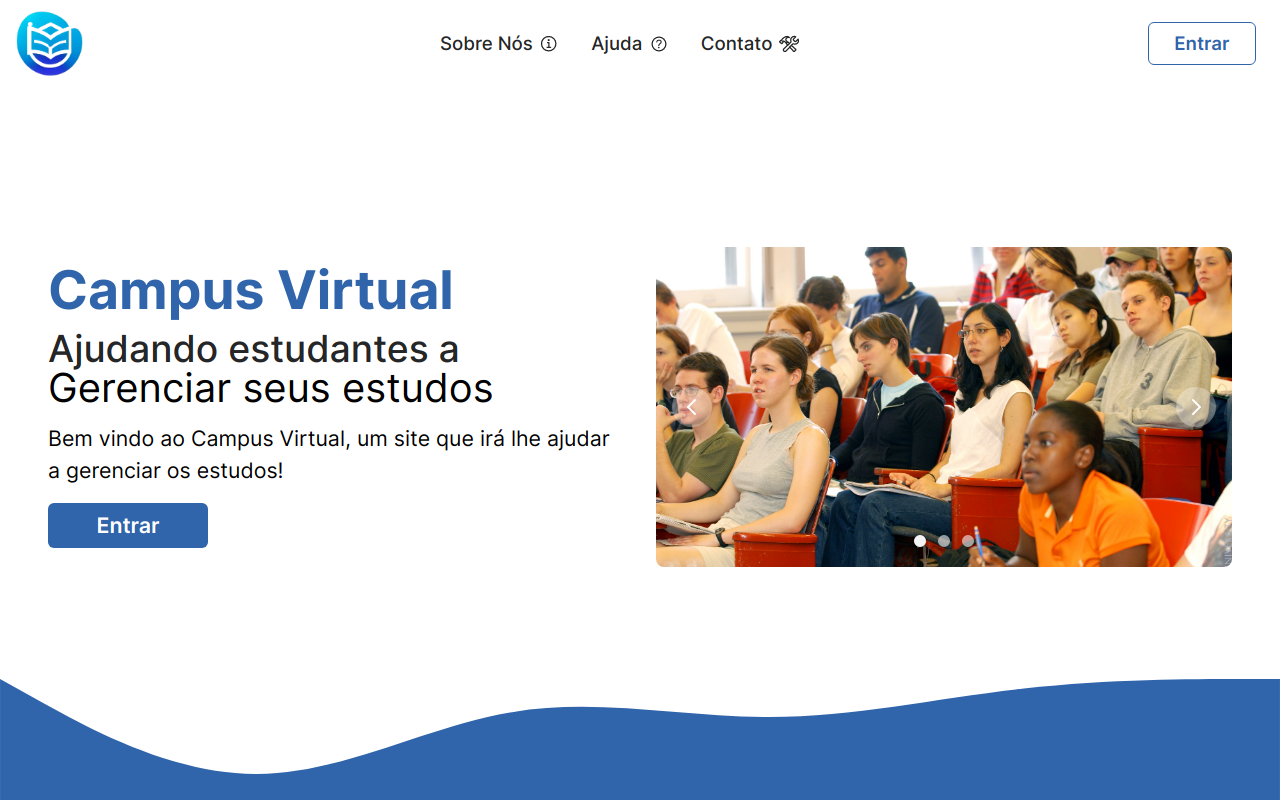 Sobre Nós
Ajuda
Contato
Entrar
Campus Virtual
Ajudando estudantes a
Gerenciar seus estudos
Bem vindo ao Campus Virtual, um site que irá lhe ajudar
a gerenciar os estudos!
Entrar
3